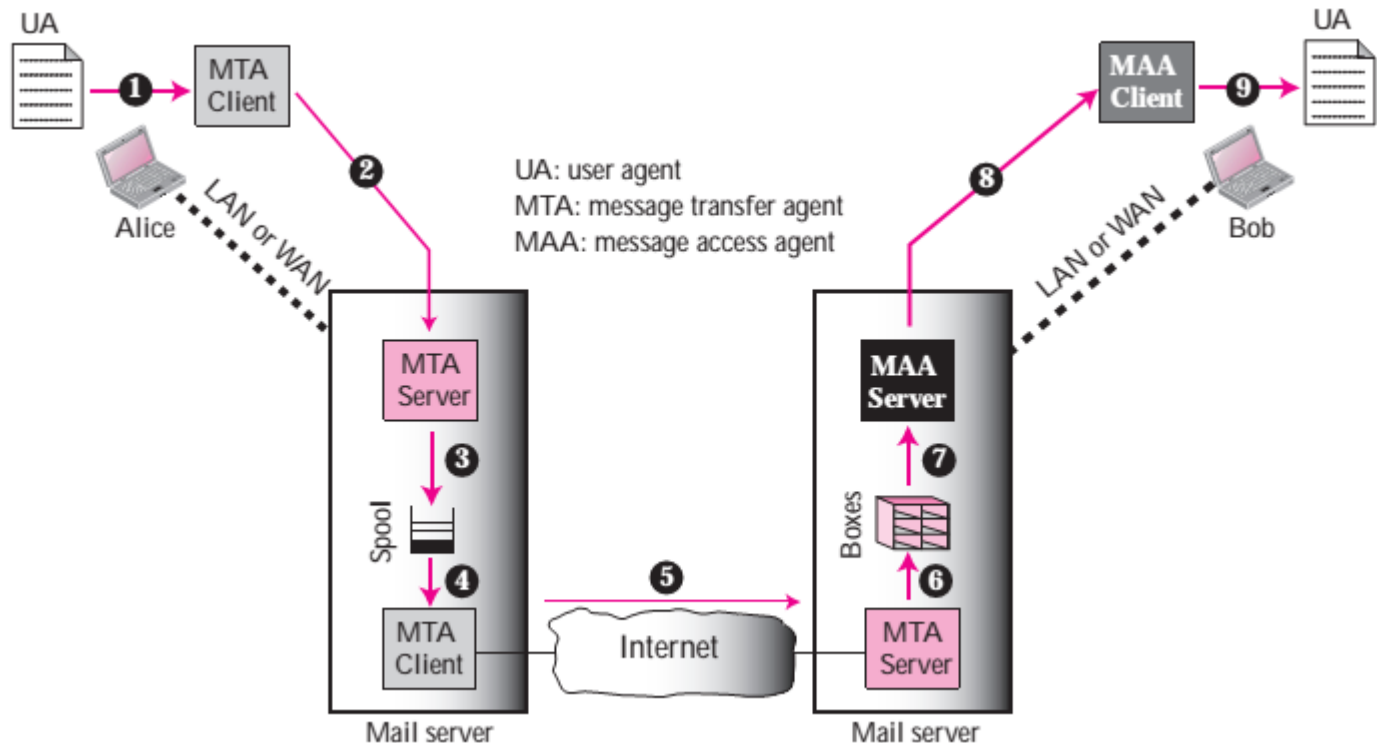 UA
1
MTA
Client
Alice
LAN or WAN
2
UA: user agent
MTA: message transfer agent
MAA: message access agent
MTA
Server
3
Spool
4
MTA
Client
Mail server
5
Internet
MTA
Server
6
Boxes
7
MAA
Server
Mail server
8
LAN or WAN
MAA
Client
9
UA
Bob